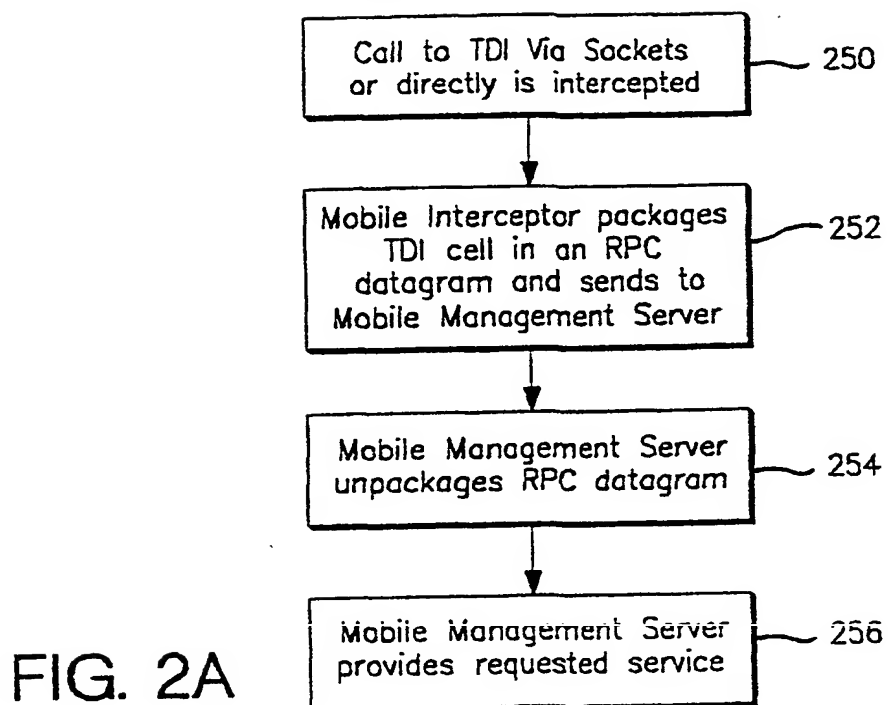 Call to TDI Via Sockets
or directly is intercepted
250
Mobile Interceptor packages
TDI cell in an RPC
datagram and sends to
Mobile Management Server
252
Mobile Management Server
unpackages RPC datagram
254
Mobile Management Server
provides requested service
256
FIG. 2A